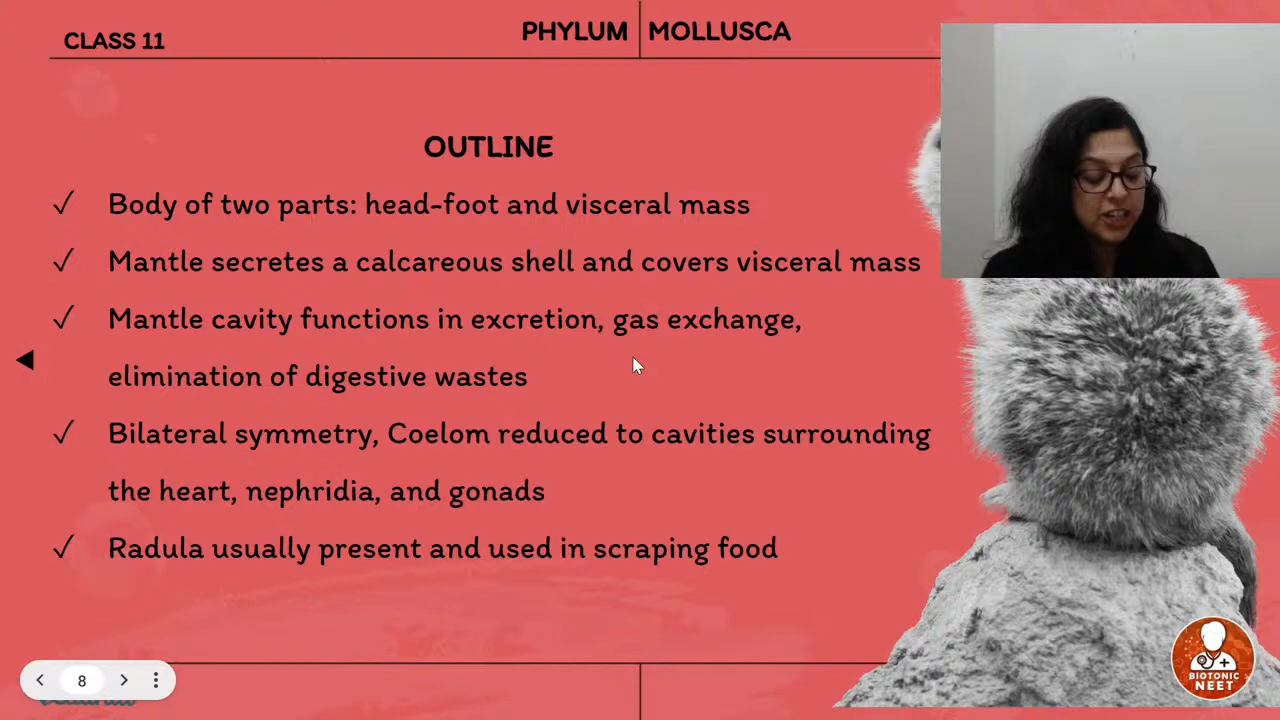 CLASS 11
PHYLUM MOLLUSCA
OUTLINE
✓ Body of two parts: head-foot and visceral mass
✓ Mantle secretes a calcareous shell and covers visceral mass
✓ Mantle cavity functions in excretion, gas exchange,
elimination of digestive wastes
✓ Bilateral symmetry, Coelom reduced to cavities surrounding
the heart, nephridia, and gonads
✓ Radula usually present and used in scraping food
8
BIOTONIC
NEET